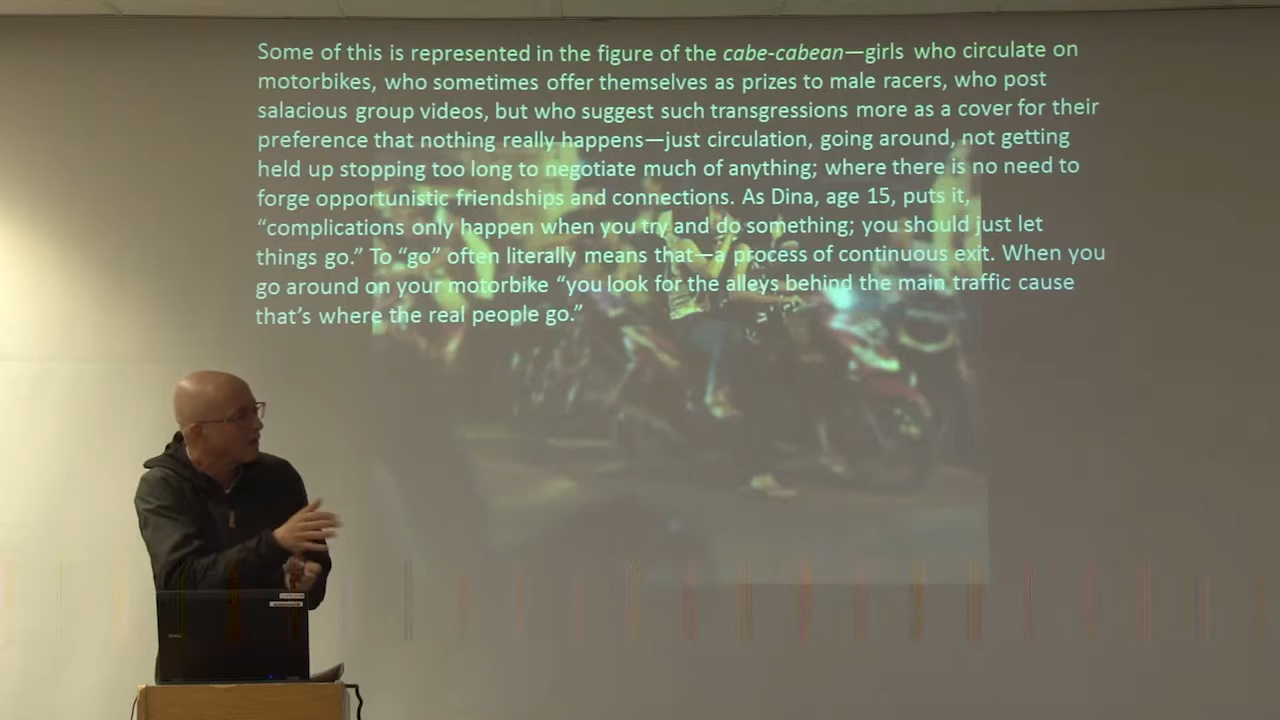 Some of this is represented in the figure of the cabe-cabean—girls who circulate on
motorbikes, who sometimes offer themselves as prizes to male racers, who post
salacious group videos, but who suggest such transgressions more as a cover for their
preference that nothing really happens—just circulation, going around, not getting
held up stopping too long to negotiate much of anything; where there is no need to
forge opportunistic friendships and connections. As Dina, age 15, puts it,
“complications only happen when you try and do something; you should just let
things go.” To “go” often literally means that—a process of continuous exit. When you
go around on your motorbike “you look for the alleys behind the main traffic cause
that’s where the real people go.”